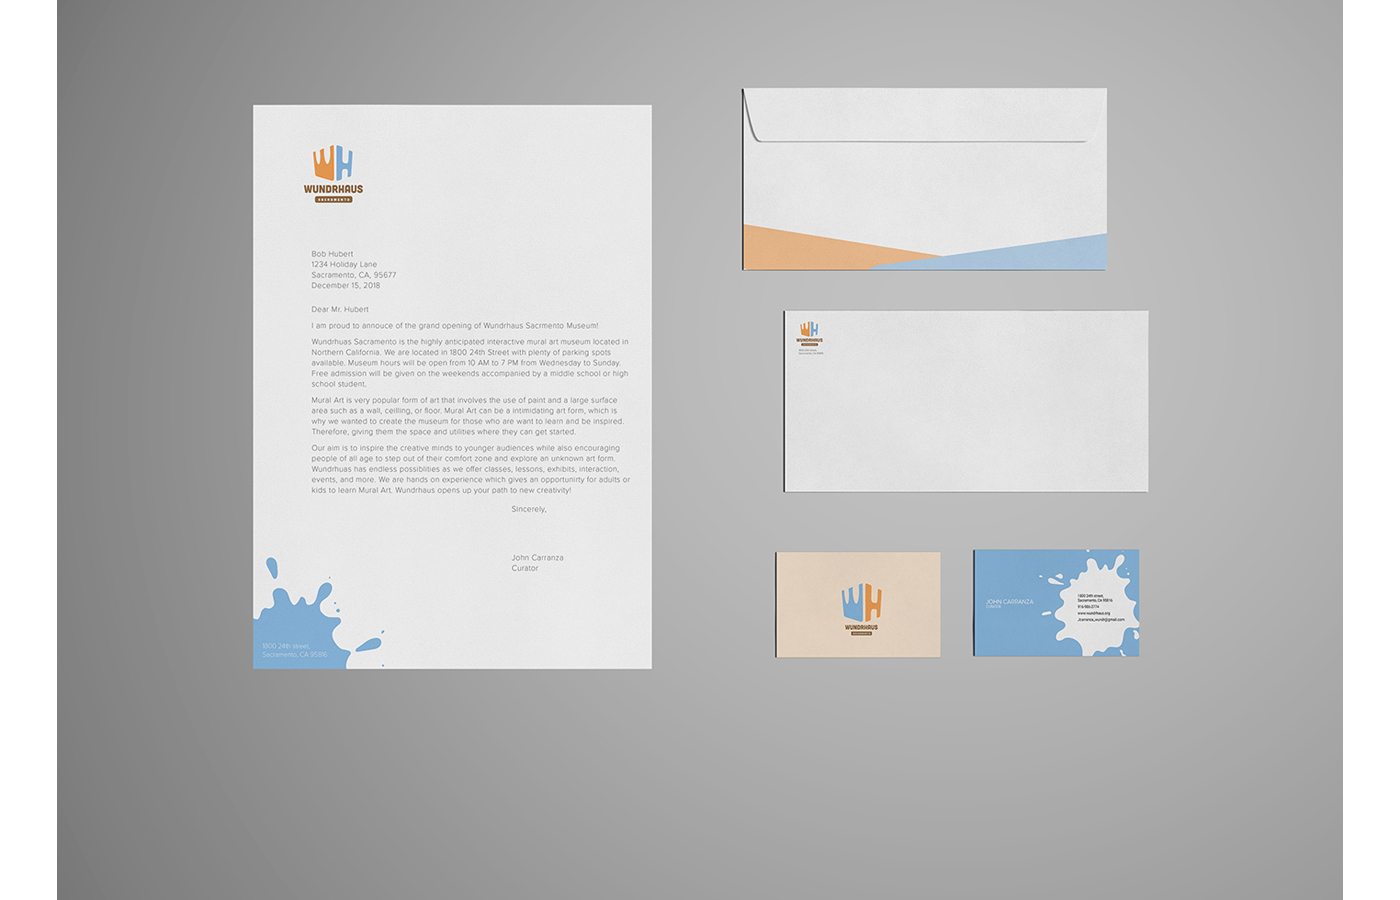 WH
WUNDRHAUS
SACRAMENTO
Bob Hubert
1234 Holiday Lane
Sacramento, CA, 95677
December 15, 2018
Dear Mr. Hubert
I am proud to annouce of the grand opening of Wundrhaus Sacrmento Museum!
Wundrhuas Sacramento is the highly anticipated interactive mural art museum located in
Northern California. We are located in 1800 24th Street with plenty of parking spots
available. Museum hours will be open from 10 AM to 7 PM from Wednesday to Sunday.
Free admission will be given on the weekends accompanied by a middle school or high
school student.
Mural Art is very popular form of art that involves the use of paint and a large surface
area such as a wall, ceilling, or floor. Mural Art can be a intimidating art form, which is
why we wanted to create the museum for those who are want to learn and be inspired.
Therefore, giving them the space and utilities where they can get started.
Our aim is to inspire the creative minds to younger audiences while also encouraging
people of all age to step out of their comfort zone and explore an unknown art form.
Wundrhuas has endless possiblities as we offer classes, lessons, exhibits, interaction,
events, and more. We are hands on experience which gives an opportunirty for adults or
kids to learn Mural Art. Wundrhaus opens up your path to new creativity!
Sincerely,
John Carranza
Curator
1800 24th street,
Sacramento, CA 95816
WH
WUNDRHAUS
SACRAMENTO
WH
WUNDRHAUS
SACRAMENTO
JOHN CARRANZA
CURATOR
1800 24th street,
Sacramento, CA 95816
www.wundrhaus.org